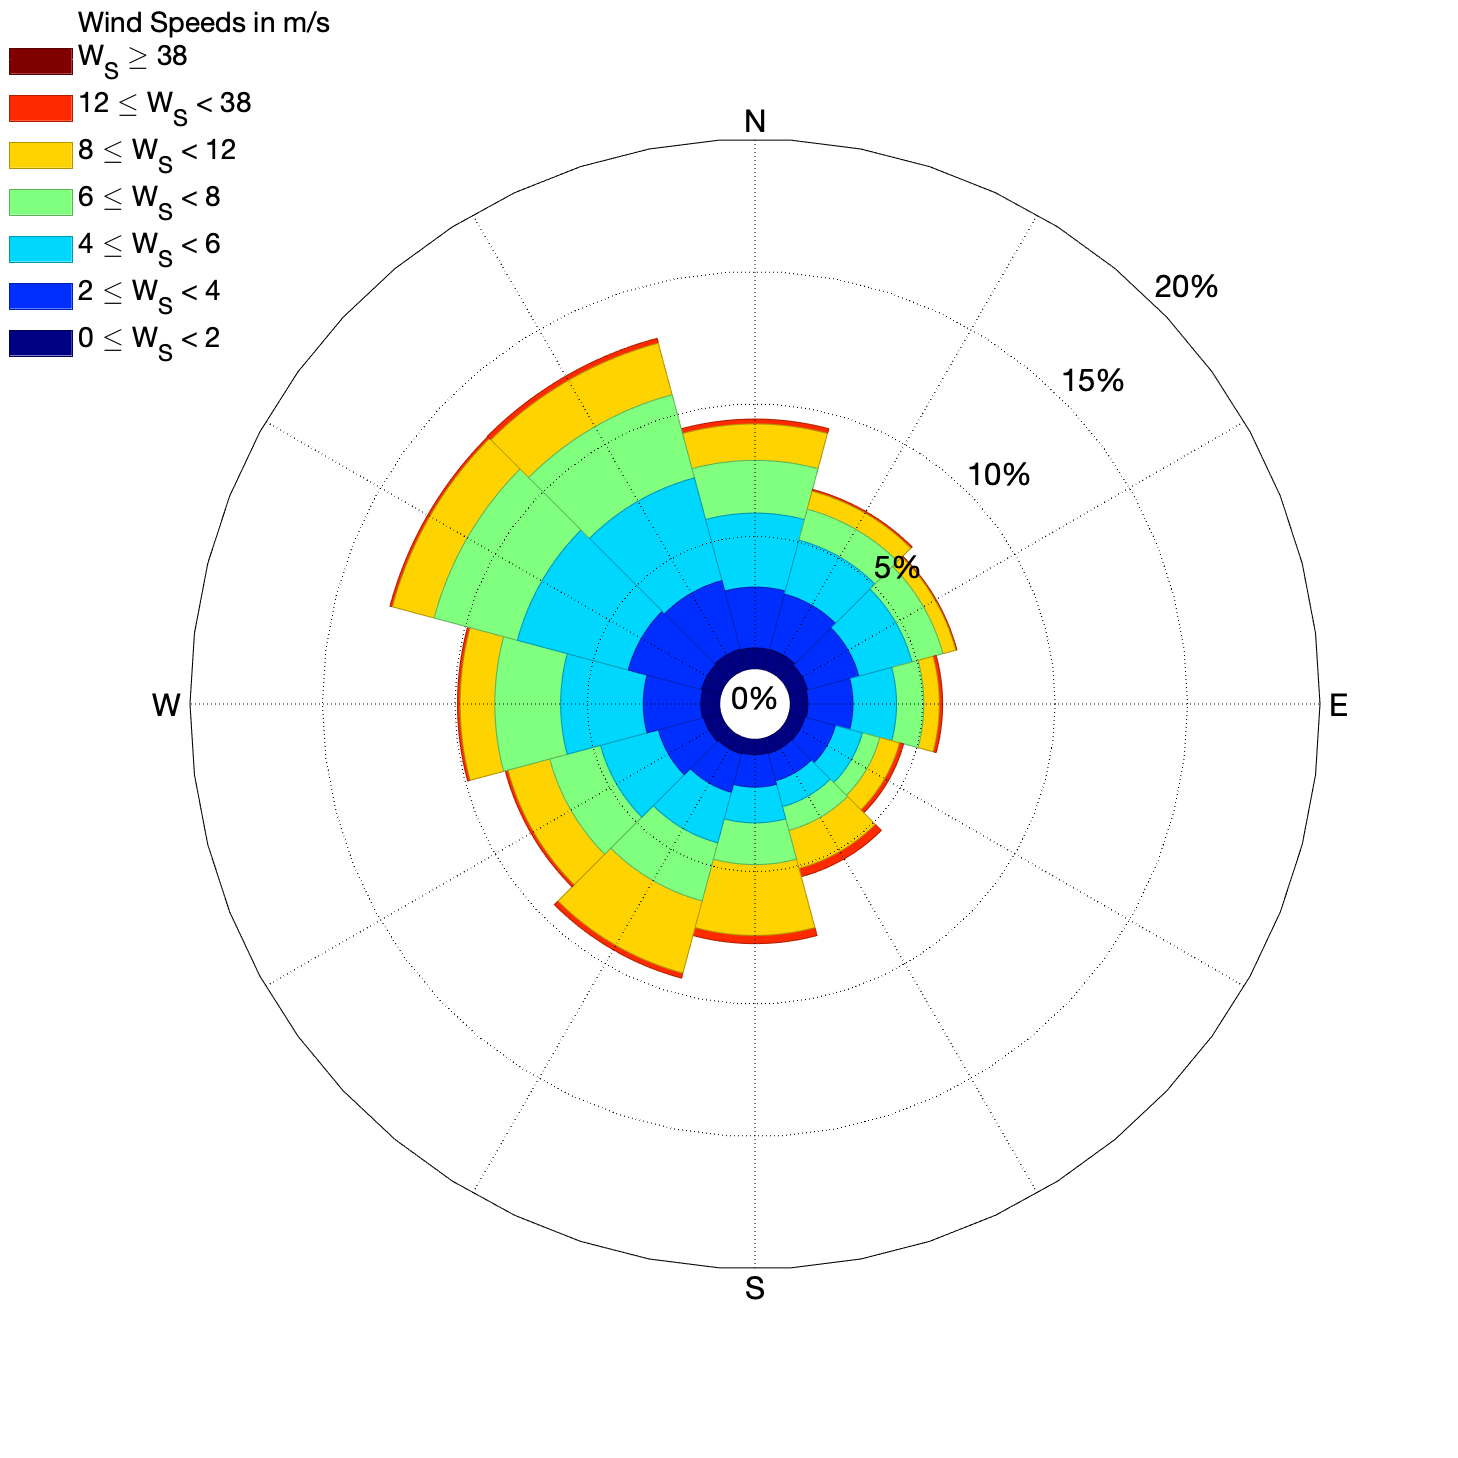 Wind Speeds in m/s
W_S ≥ 38
12 ≤ W_S < 38
8 ≤ W_S < 12
6 ≤ W_S < 8
4 ≤ W_S < 6
2 ≤ W_S < 4
0 ≤ W_S < 2
N
20%
15%
10%
5%
0%
W
E
S